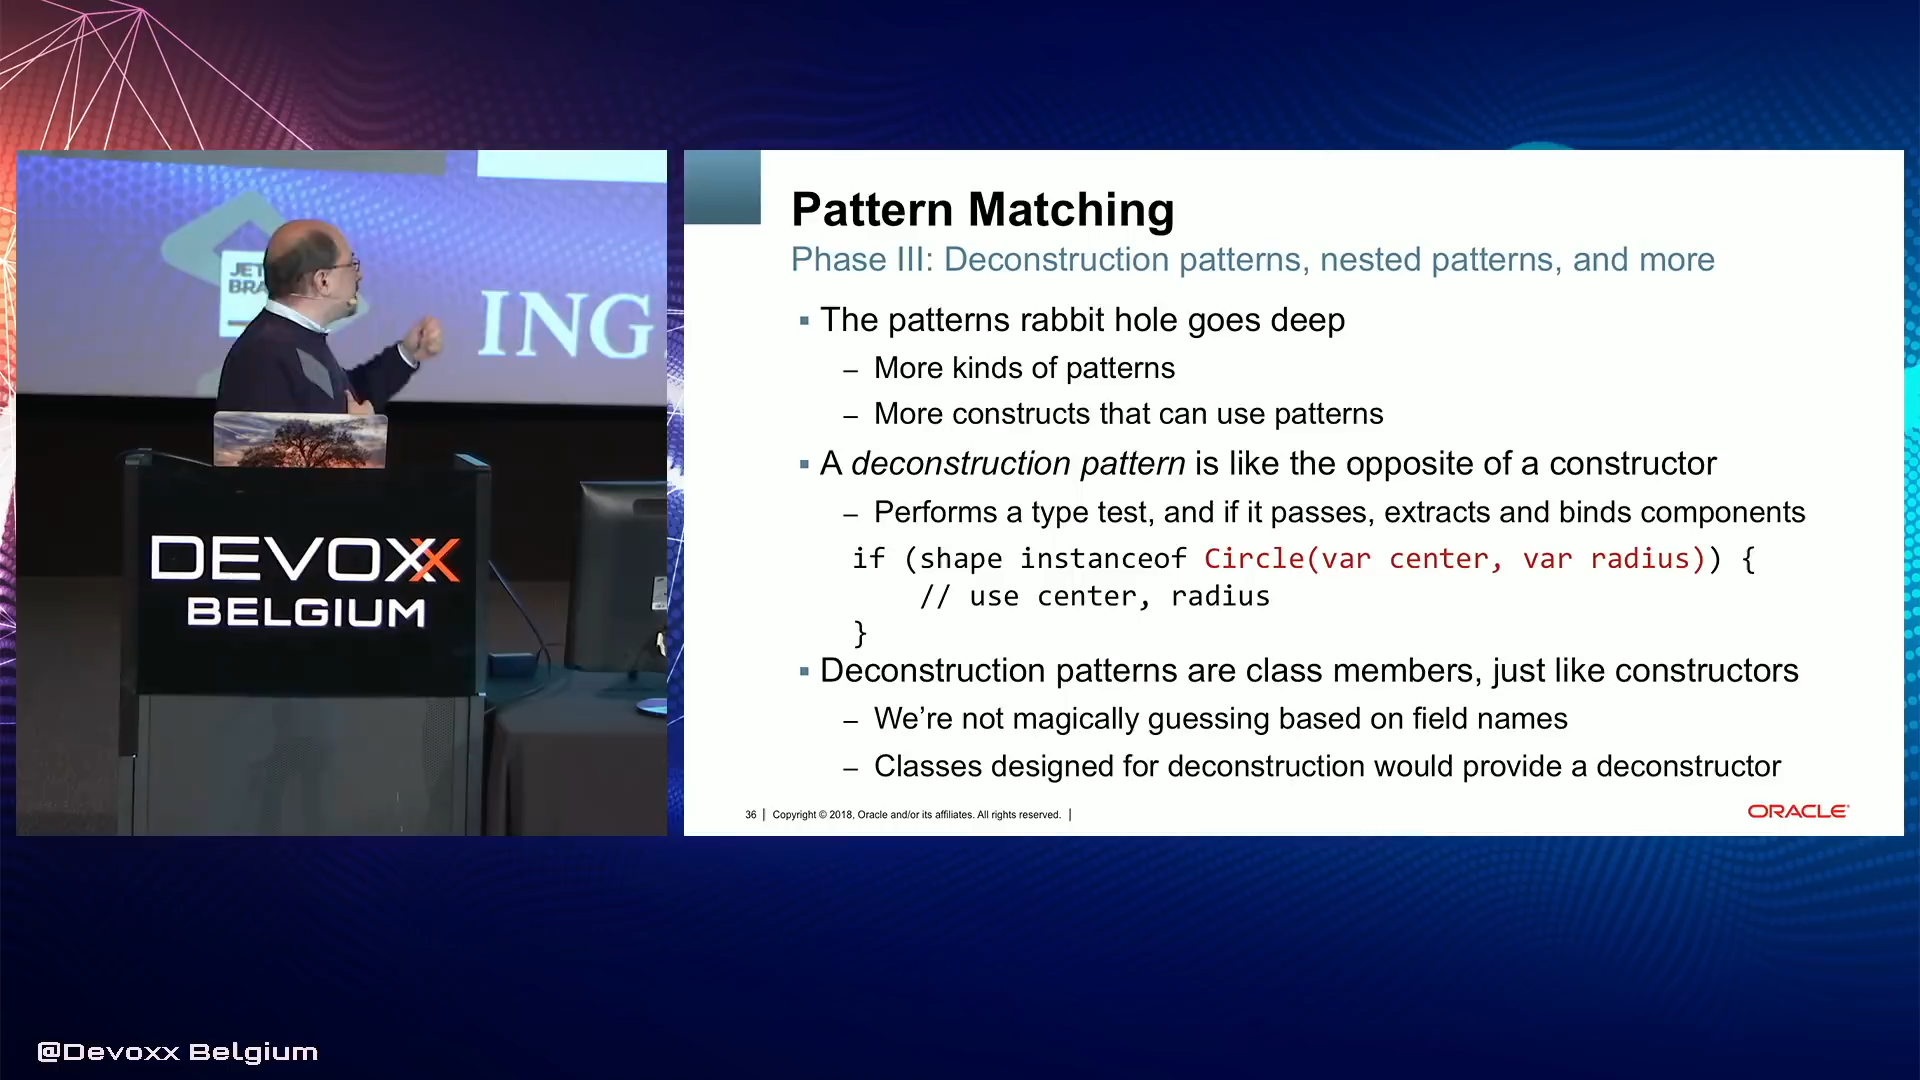 JET
BRA
ING
DEVOXX
BELGIUM
Pattern Matching
Phase III: Deconstruction patterns, nested patterns, and more
▪ The patterns rabbit hole goes deep
– More kinds of patterns
– More constructs that can use patterns
▪ A deconstruction pattern is like the opposite of a constructor
– Performs a type test, and if it passes, extracts and binds components
if (shape instanceof Circle(var center, var radius)) {
// use center, radius
}
▪ Deconstruction patterns are class members, just like constructors
– We’re not magically guessing based on field names
– Classes designed for deconstruction would provide a deconstructor
36 | Copyright © 2018, Oracle and/or its affiliates. All rights reserved. |
ORACLE
@Devoxx Belgium